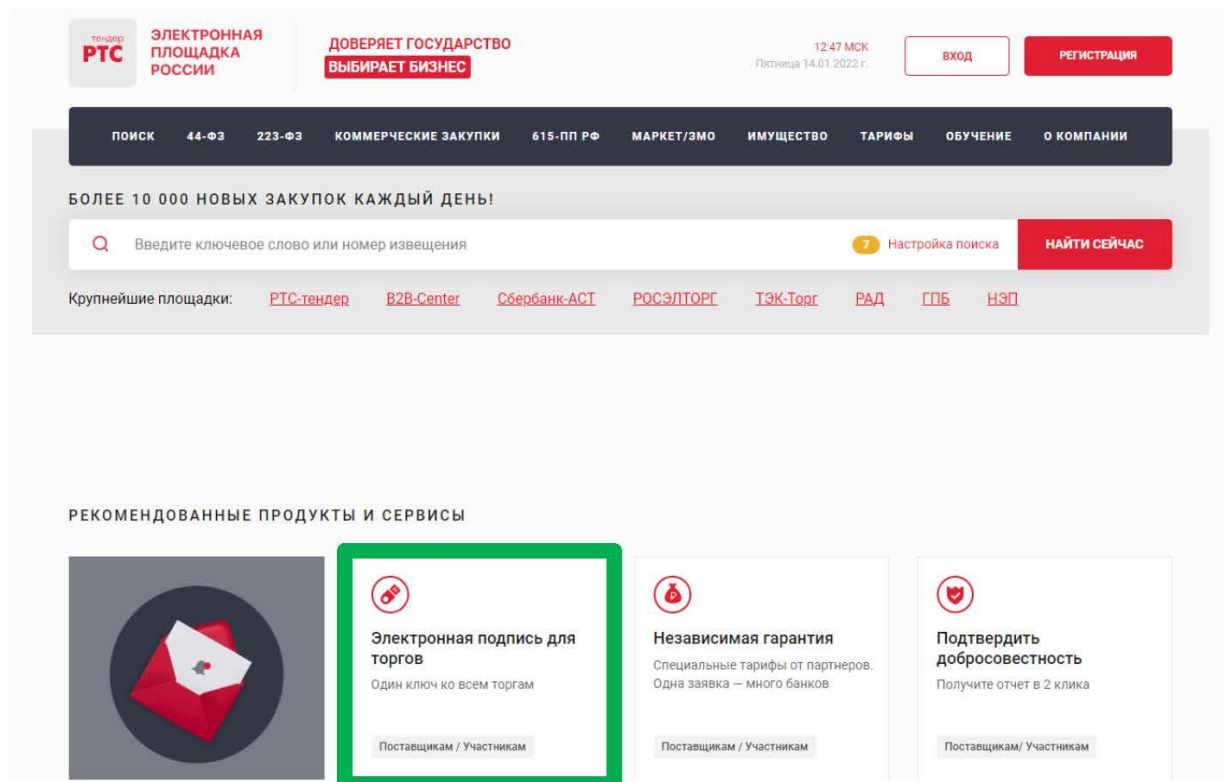 тендер
РТС
ЭЛЕКТРОННАЯ
ПЛОЩАДКА
РОССИИ
ДОВЕРЯЕТ ГОСУДАРСТВО
ВЫБИРАЕТ БИЗНЕС
12:47 МСК
Пятница 14.01.2022 г.
ВХОД
РЕГИСТРАЦИЯ
ПОИСК 44-ФЗ 223-ФЗ КОММЕРЧЕСКИЕ ЗАКУПКИ 615-ПП РФ МАРКЕТ/ЗМО ИМУЩЕСТВО ТАРИФЫ ОБУЧЕНИЕ О КОМПАНИИ
БОЛЕЕ 10 000 НОВЫХ ЗАКУПОК КАЖДЫЙ ДЕНЬ!
Введите ключевое слово или номер извещения 7 Настройка поиска НАЙТИ СЕЙЧАС
Крупнейшие площадки: РТС-тендер B2B-Center Сбербанк-АСТ РОСЭЛТОРГ ТЭК-Торг РАД ГПБ НЭП
РЕКОМЕНДОВАННЫЕ ПРОДУКТЫ И СЕРВИСЫ
Электронная подпись для
торгов
Один ключ ко всем торгам
Поставщикам / Участникам
Независимая гарантия
Специальные тарифы от партнеров.
Одна заявка — много банков
Поставщикам / Участникам
Подтвердить
добросовестность
Получите отчет в 2 клика
Поставщикам/ Участникам